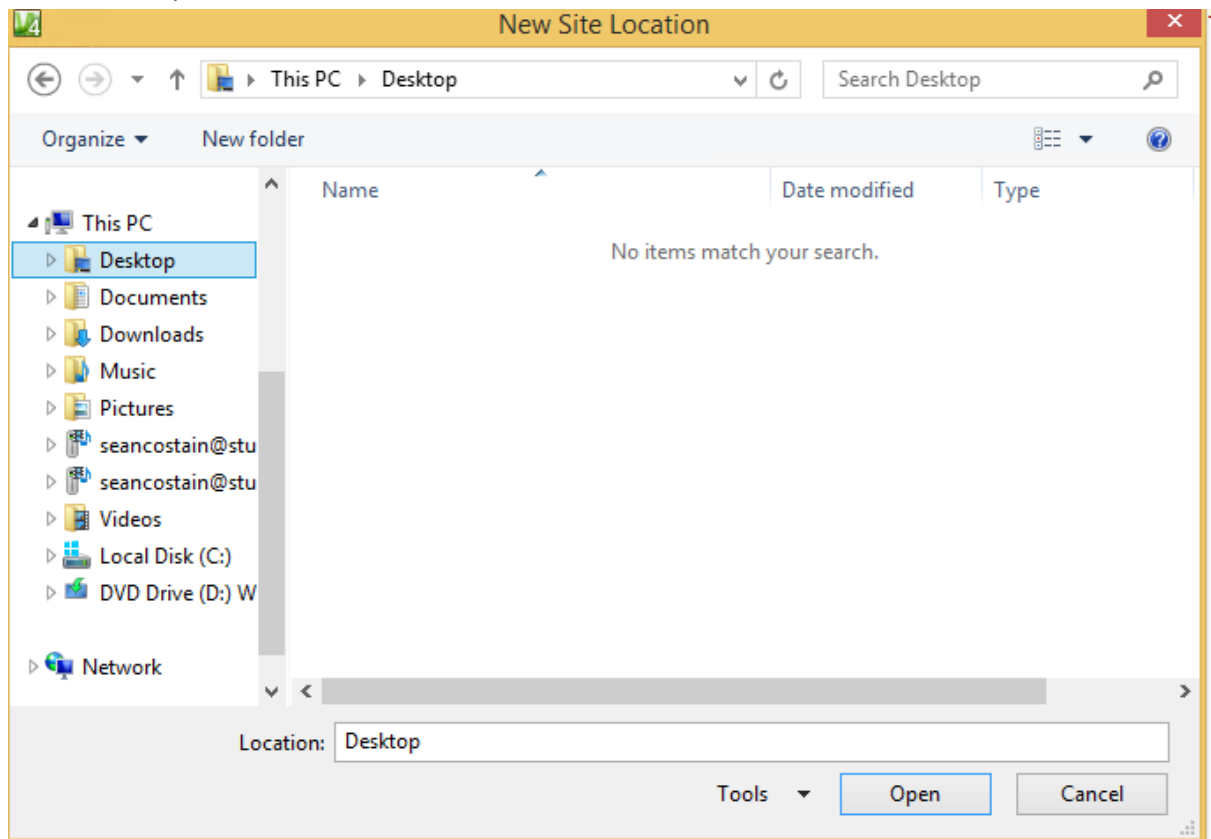 New Site Location
This PC Desktop Search Desktop
Organize New folder
Name Date modified Type
This PC
No items match your search.
Desktop
Documents
Downloads
Music
Pictures
seancostain@stu
seancostain@stu
Videos
Local Disk (C:)
DVD Drive (D:) W
Network
Location: Desktop
Tools Open Cancel